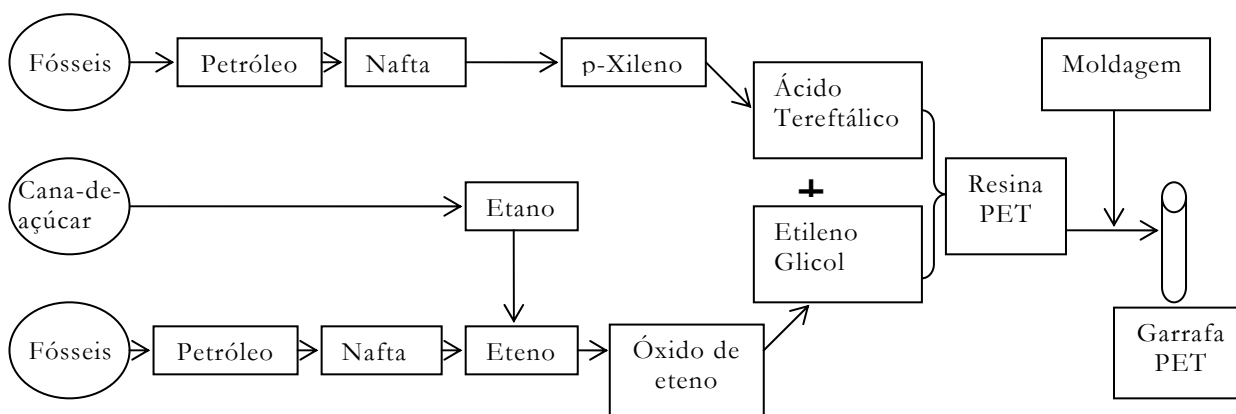 Fósseis
Petróleo
Nafta
p-Xileno
Ácido
Tereftálico
Moldagem
Cana-de-
açúcar
Etano
+
Etileno
Glicol
Resina
PET
Fósseis
Petróleo
Nafta
Eteno
Óxido de
eteno
Garrafa
PET